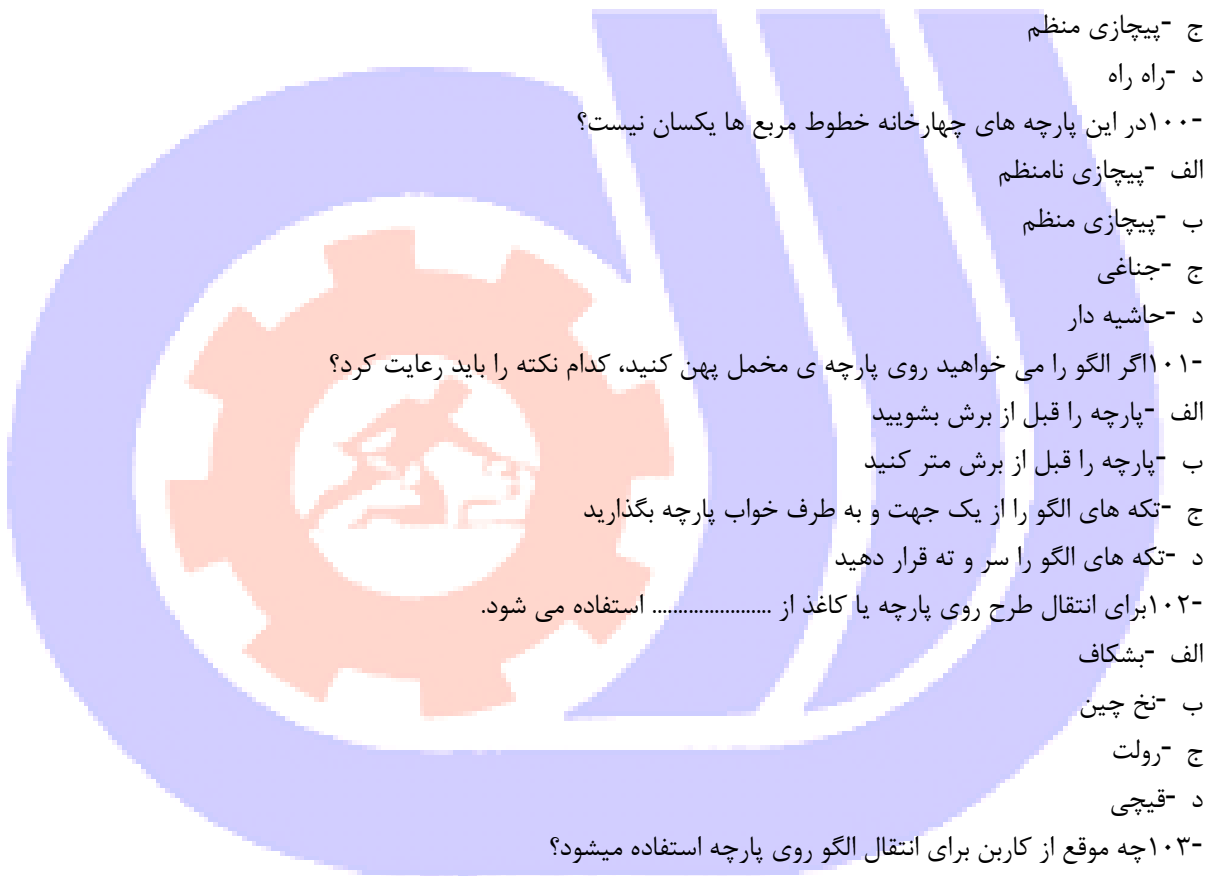 ج -پیچازی منظم
د -راه راه
-۱۰۰در این پارچه های چهارخانه خطوط مربع ها یکسان نیست؟
الف -پیچازی نامنظم
ب -پیچازی منظم
ج -جناغی
د -حاشیه دار
-۱۰۱اگر الگو را می خواهید روی پارچه ی مخمل پهن کنید، کدام نکته را باید رعایت کرد؟
الف -پارچه را قبل از برش بشویید
ب -پارچه را قبل از برش متر کنید
ج -تکه های الگو را از یک جهت و به طرف خواب پارچه بگذارید
د -تکه های الگو را سر و ته قرار دهید
-۱۰۲برای انتقال طرح روی پارچه یا کاغذ از ....................... استفاده می شود.
الف -بشکاف
ب -نخ چین
ج -رولت
د -قیچی
-۱۰۳چه موقع از کاربن برای انتقال الگو روی پارچه استفاده میشود؟